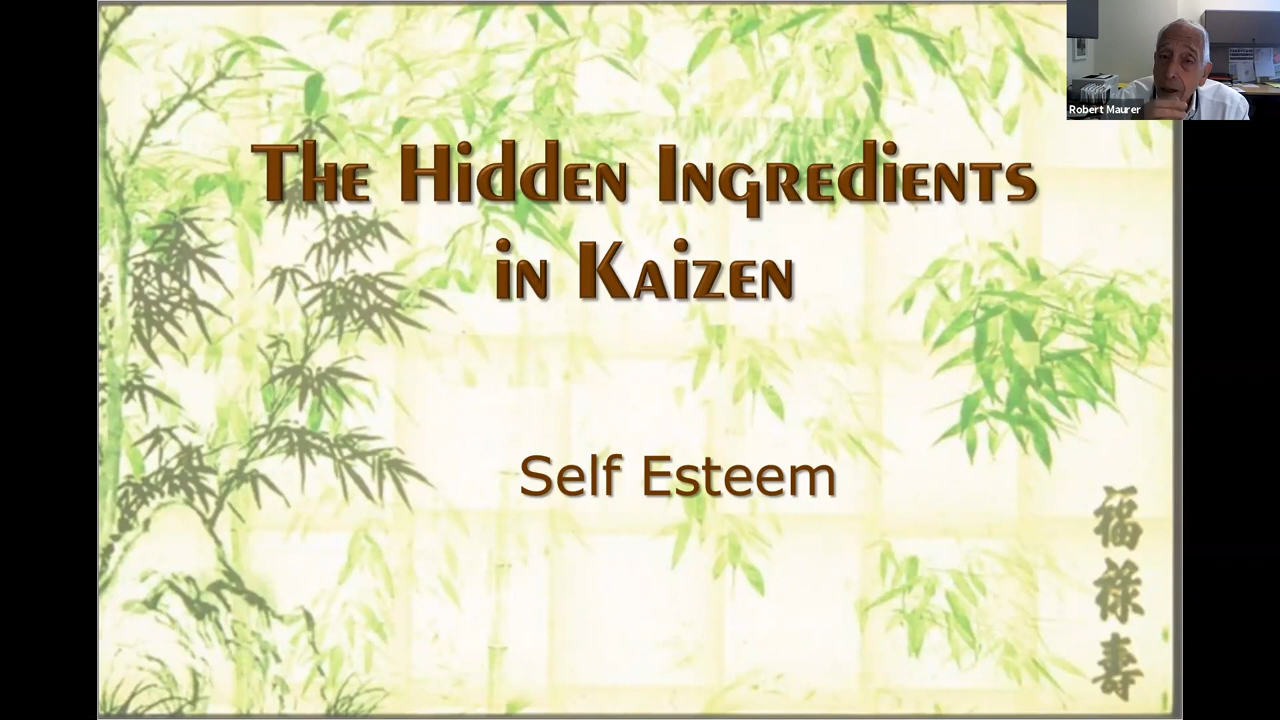 Robert Maurer
The Hidden Ingredients
in Kaizen
Self Esteem
福
祿
壽